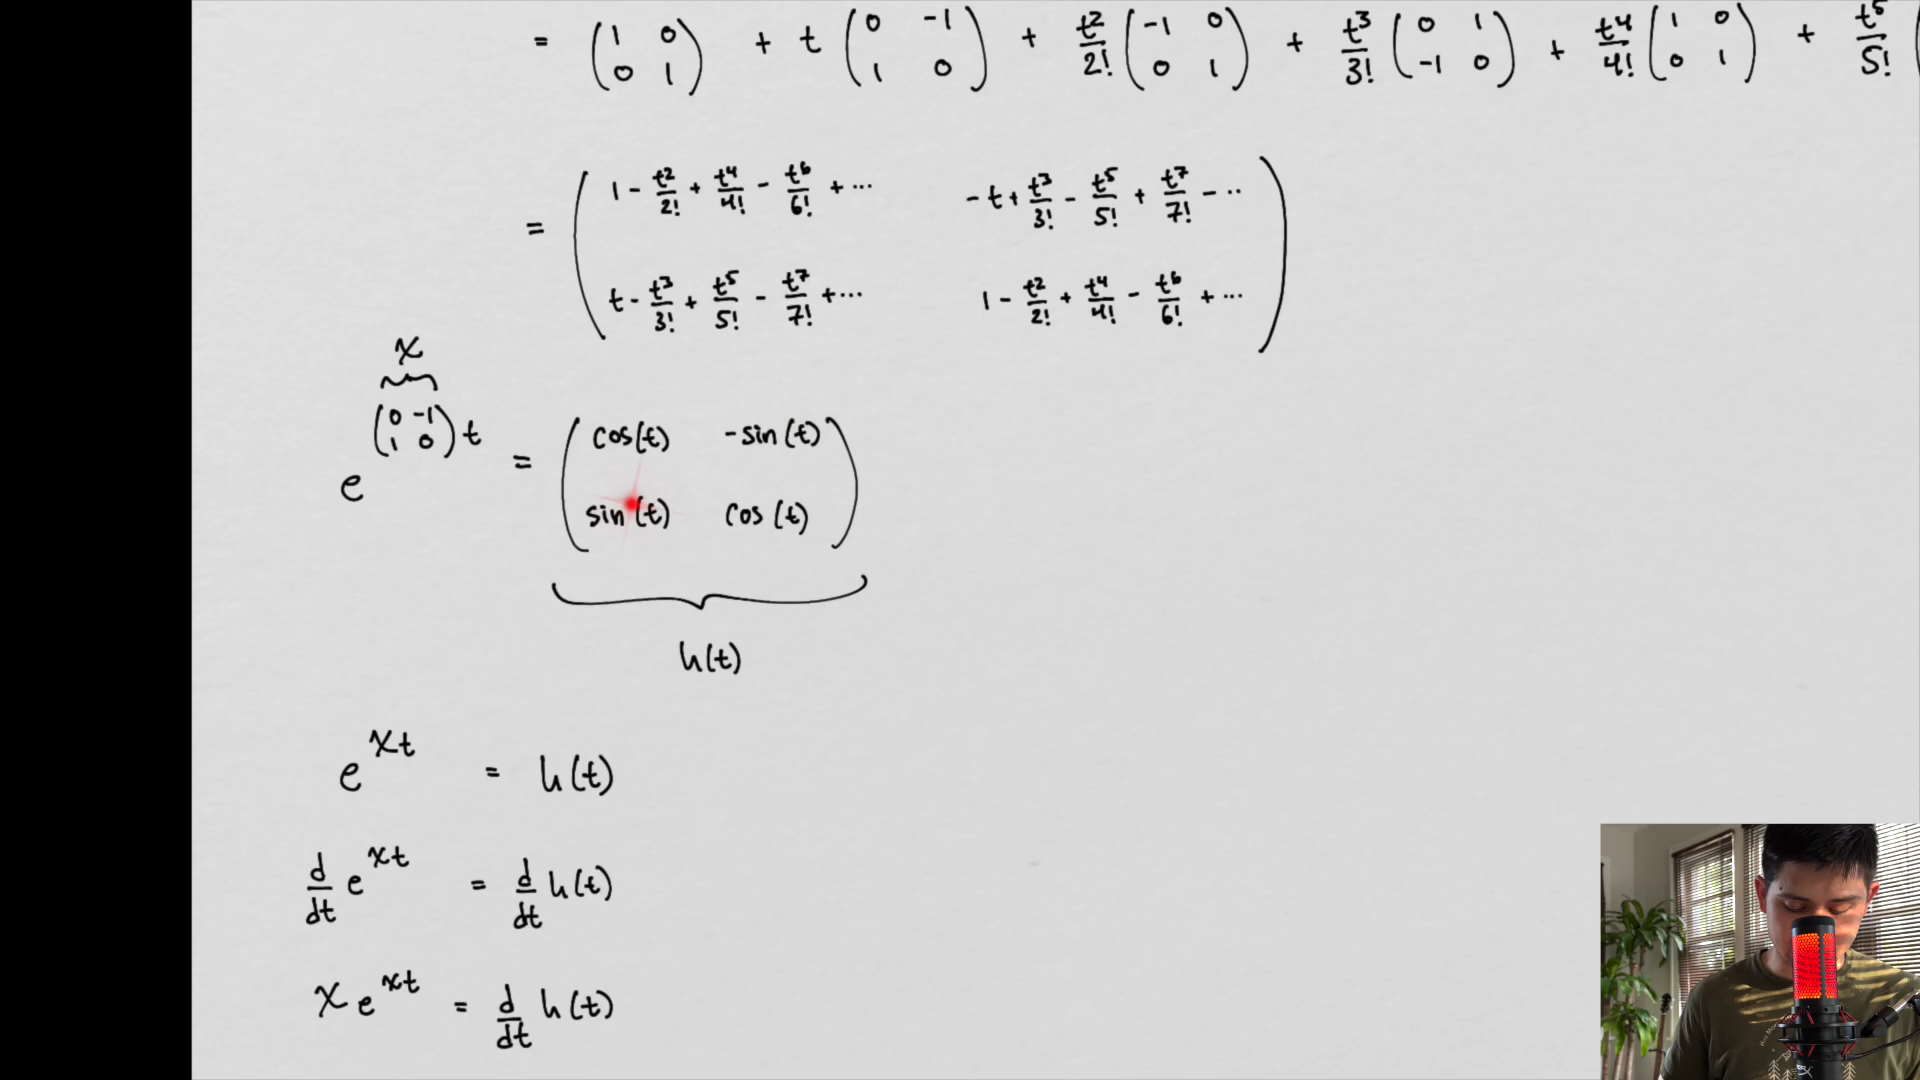 = (1 0 0 1) + t (0 -1 1 0) + t²/2! (-1 0 0 1) + t³/3! (0 1 -1 0) + t⁴/4! (1 0 0 1) + t⁵/5! (
= (1 - t²/2! + t⁴/4! - t⁶/6! + ... -t + t³/3! - t⁵/5! + t⁷/7! - ..
t - t³/3! + t⁵/5! - t⁷/7! + ... 1 - t²/2! + t⁴/4! - t⁶/6! + ...)
X
e^(0 -1 1 0)t = (cos(t) -sin(t)
sin(t) cos(t))
h(t)
e^Xt = h(t)
d/dt e^Xt = d/dt h(t)
X e^Xt = d/dt h(t)